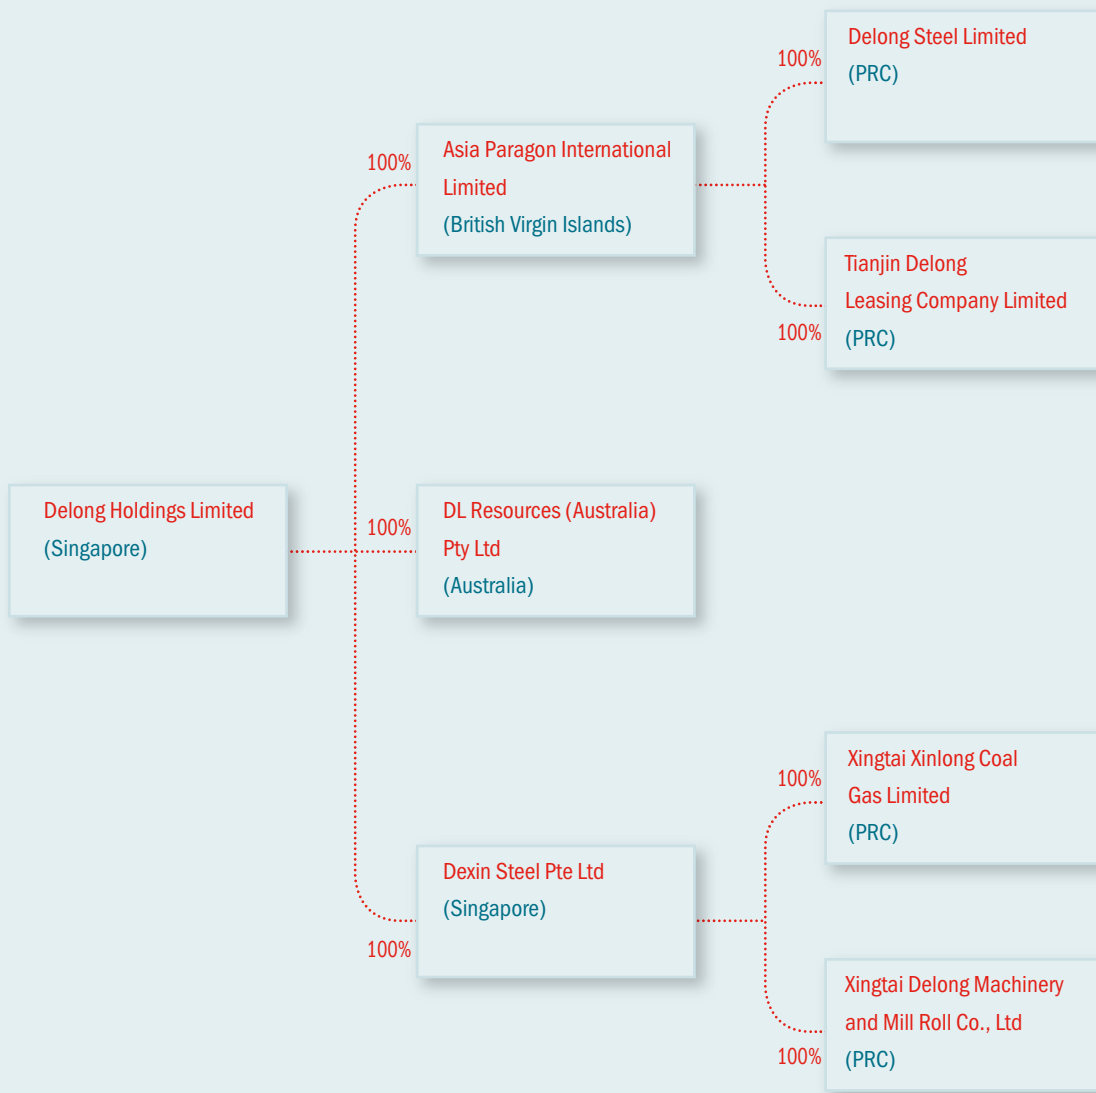 Delong Holdings Limited
(Singapore)
100%
Asia Paragon International
Limited
(British Virgin Islands)
100%
Delong Steel Limited
(PRC)
100%
Tianjin Delong
Leasing Company Limited
(PRC)
100%
DL Resources (Australia)
Pty Ltd
(Australia)
100%
Dexin Steel Pte Ltd
(Singapore)
100%
Xingtai Xinlong Coal
Gas Limited
(PRC)
100%
Xingtai Delong Machinery
and Mill Roll Co., Ltd
(PRC)